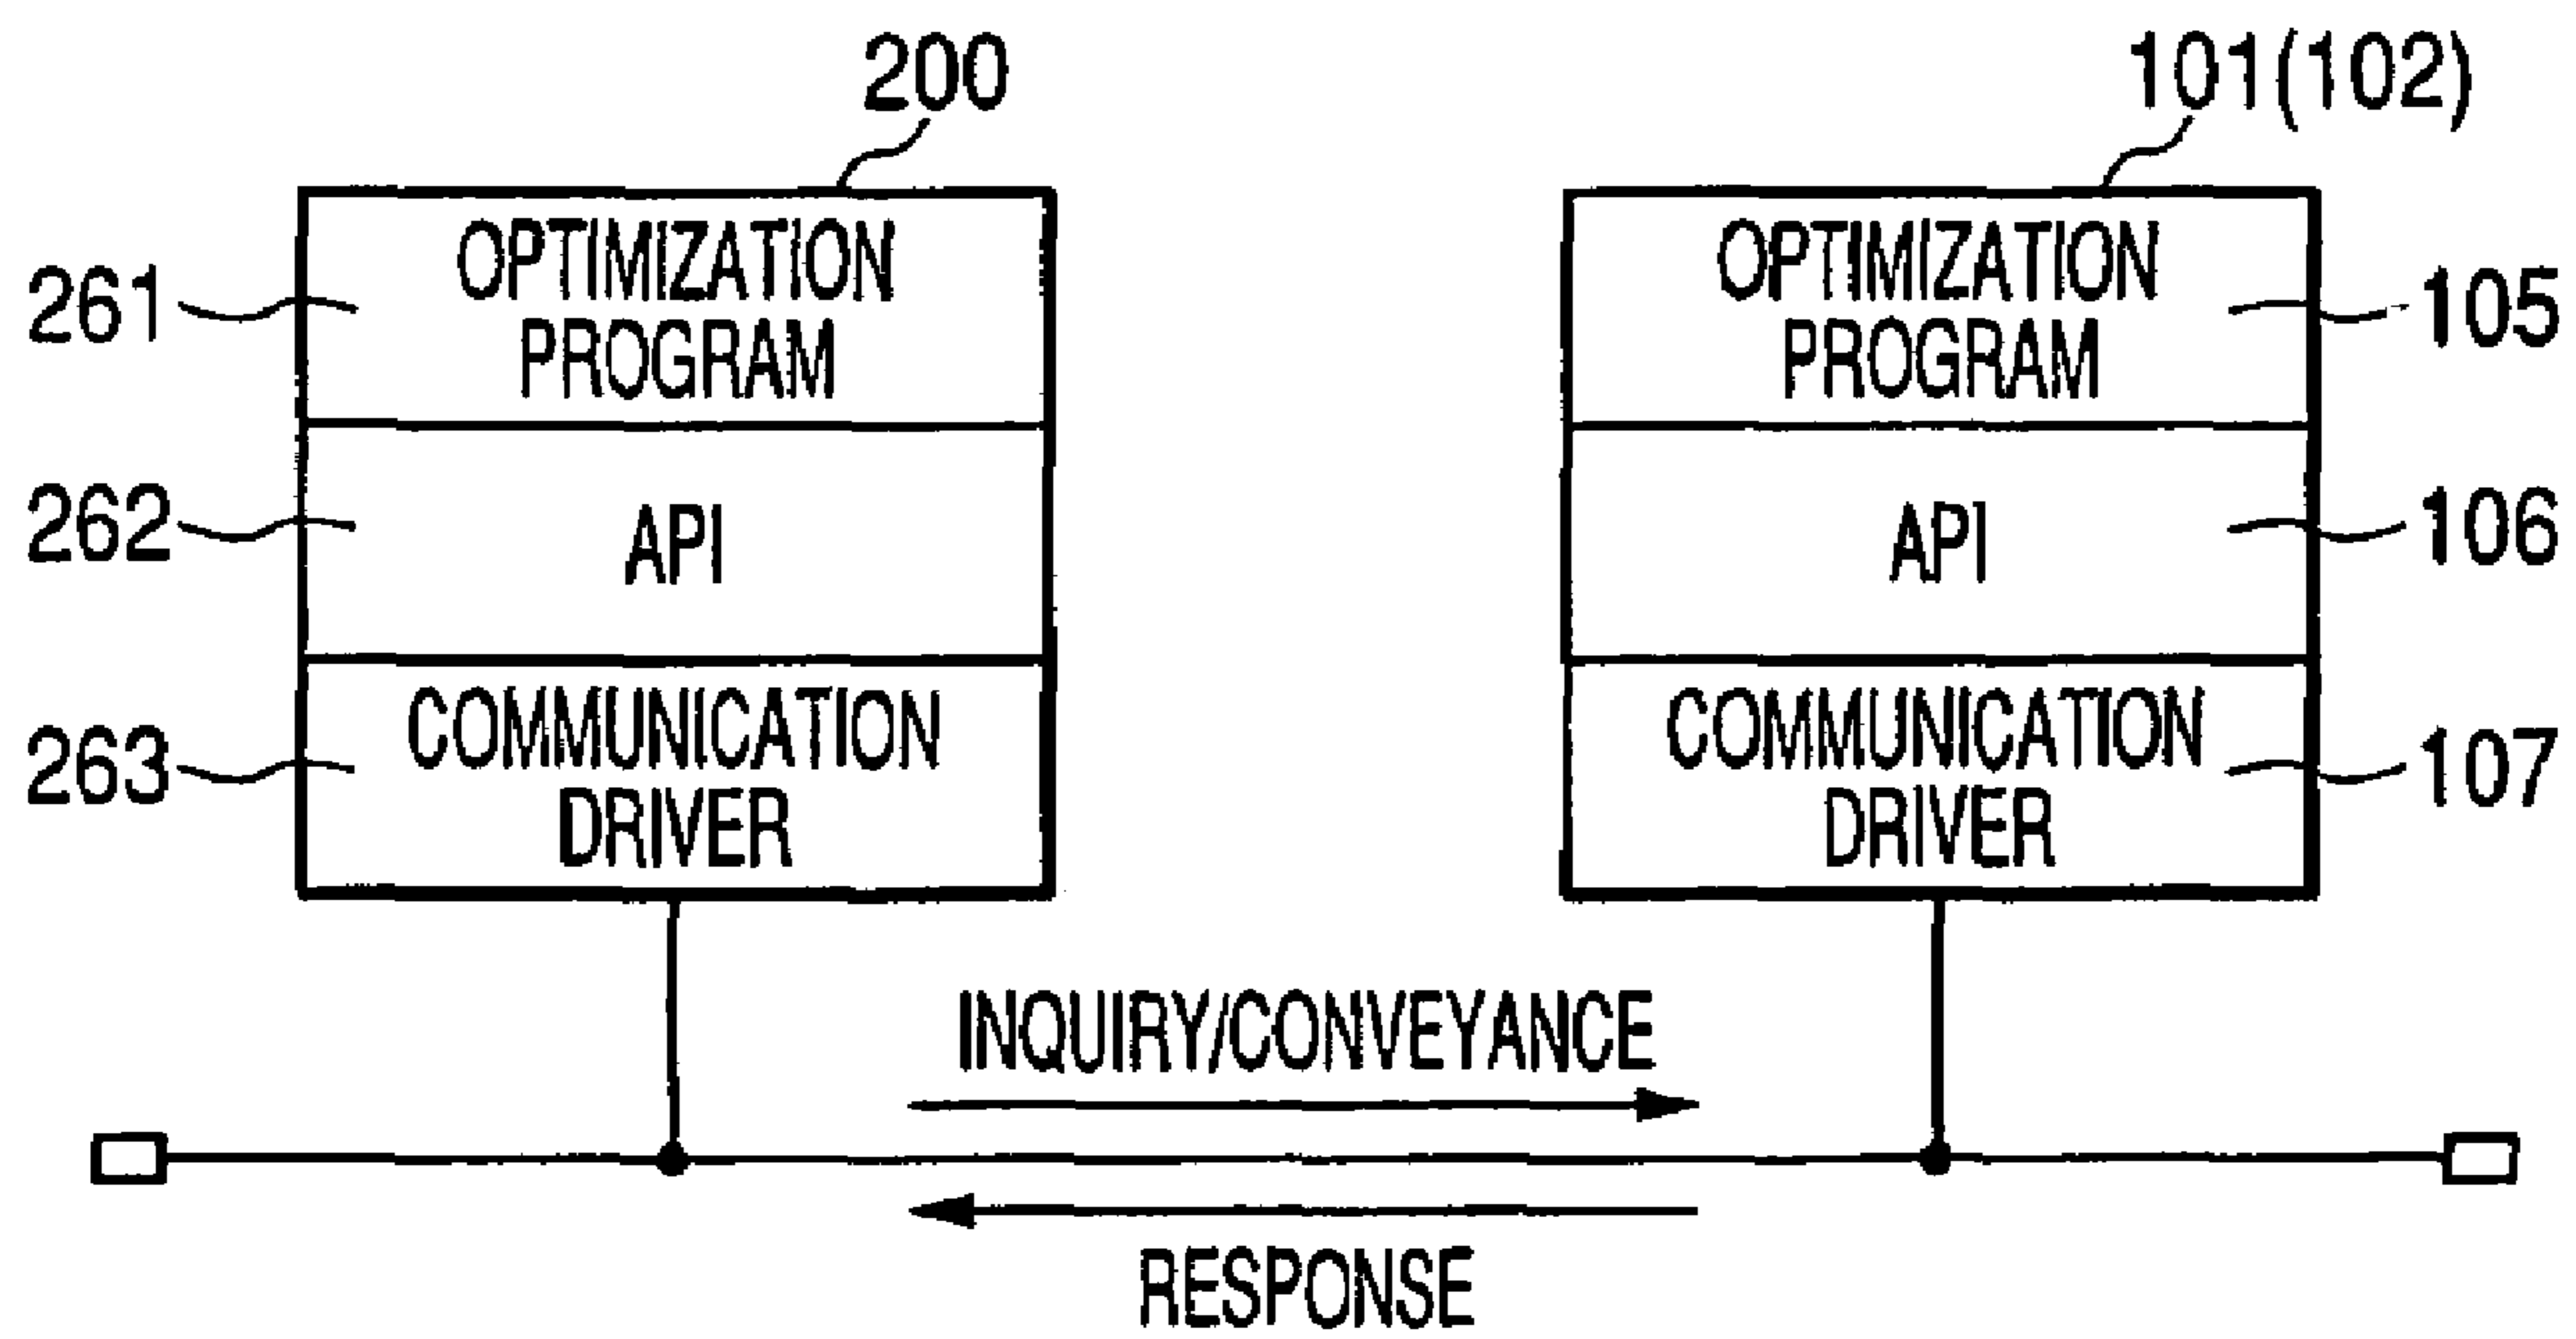 200
101(102)
261
OPTIMIZATION
PROGRAM
OPTIMIZATION
PROGRAM
105
262
API
API
106
263
COMMUNICATION
DRIVER
COMMUNICATION
DRIVER
107
INQUIRY/CONVEYANCE
RESPONSE